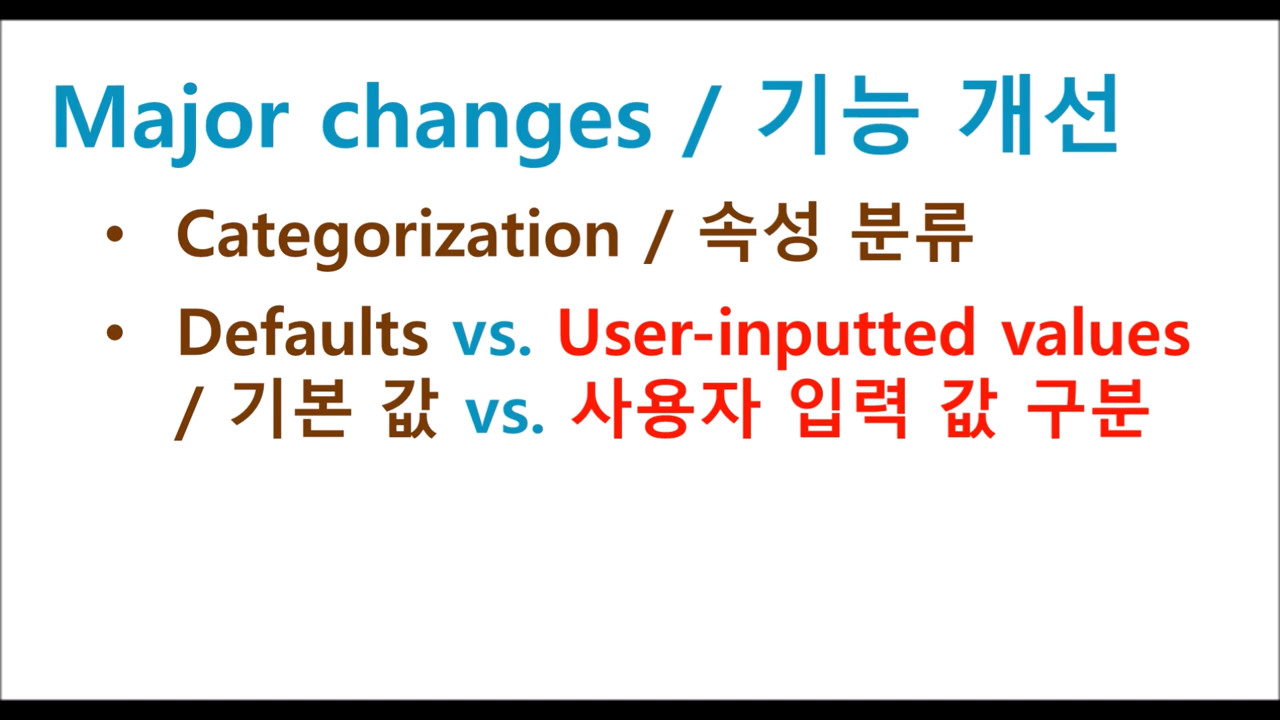 Major changes / 기능 개선
• Categorization / 속성 분류
• Defaults vs. User-inputted values
/ 기본 값 vs. 사용자 입력 값 구분